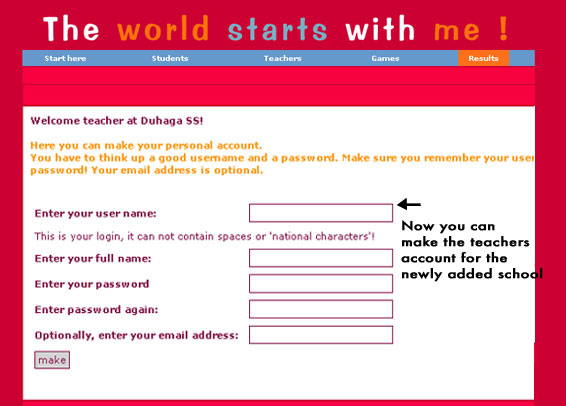 The world starts with me !
Start here Students Teachers Games Results
Welcome teacher at Duhaga SS!
Here you can make your personal account.
You have to think up a good username and a password. Make sure you remember your user
password! Your email address is optional.
Enter your user name:
This is your login, it can not contain spaces or 'national characters'!
Enter your full name:
Enter your password
Enter password again:
Optionally, enter your email address:
make
Now you can
make the teachers
account for the
newly added school